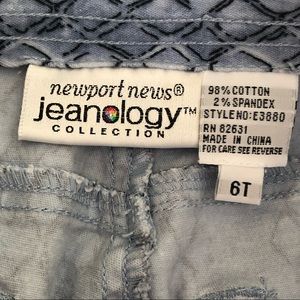 newport news®
jeanology™
COLLECTION
98% COTTON
2% SPANDEX
STYLE NO: E3880
RN 82631
MADE IN CHINA
FOR CARE SEE REVERSE
6T